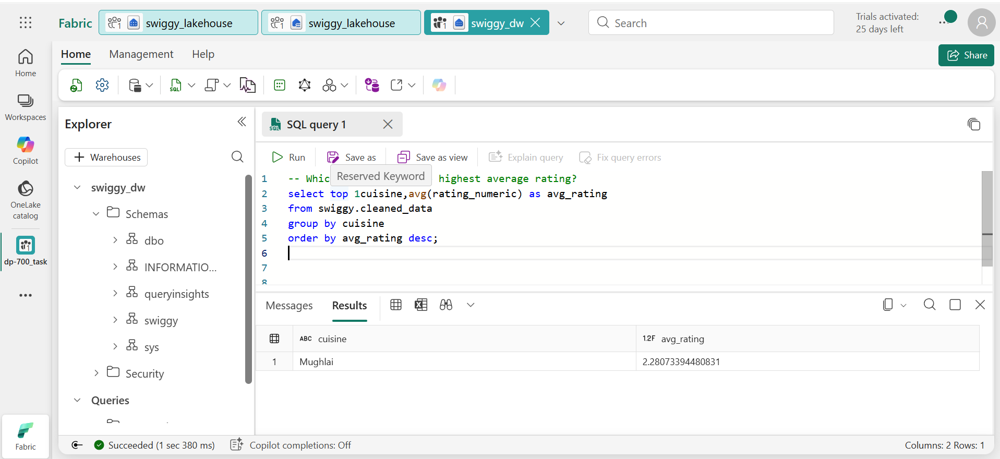 Fabric
swiggy_lakehouse
swiggy_lakehouse
swiggy_dw
Search
Trials activated:
25 days left
Home
Management
Help
Share
Home
Workspaces
Copilot
OneLake
catalog
dp-700_task
Fabric
Explorer
Warehouses
swiggy_dw
Schemas
dbo
INFORMATIO...
queryinsights
swiggy
sys
Security
Queries
SQL query 1
Run
Save as
Save as view
Explain query
Fix query errors
Reserved Keyword
1 -- Whic highest average rating?
2 select top 1cuisine,avg(rating_numeric) as avg_rating
3 from swiggy.cleaned_data
4 group by cuisine
5 order by avg_rating desc;
6
7
8
Messages
Results
ABC cuisine 1.2F avg_rating
1 Mughlai 2.28073394480831
Succeeded (1 sec 380 ms)
Copilot completions: Off
Columns: 2 Rows: 1